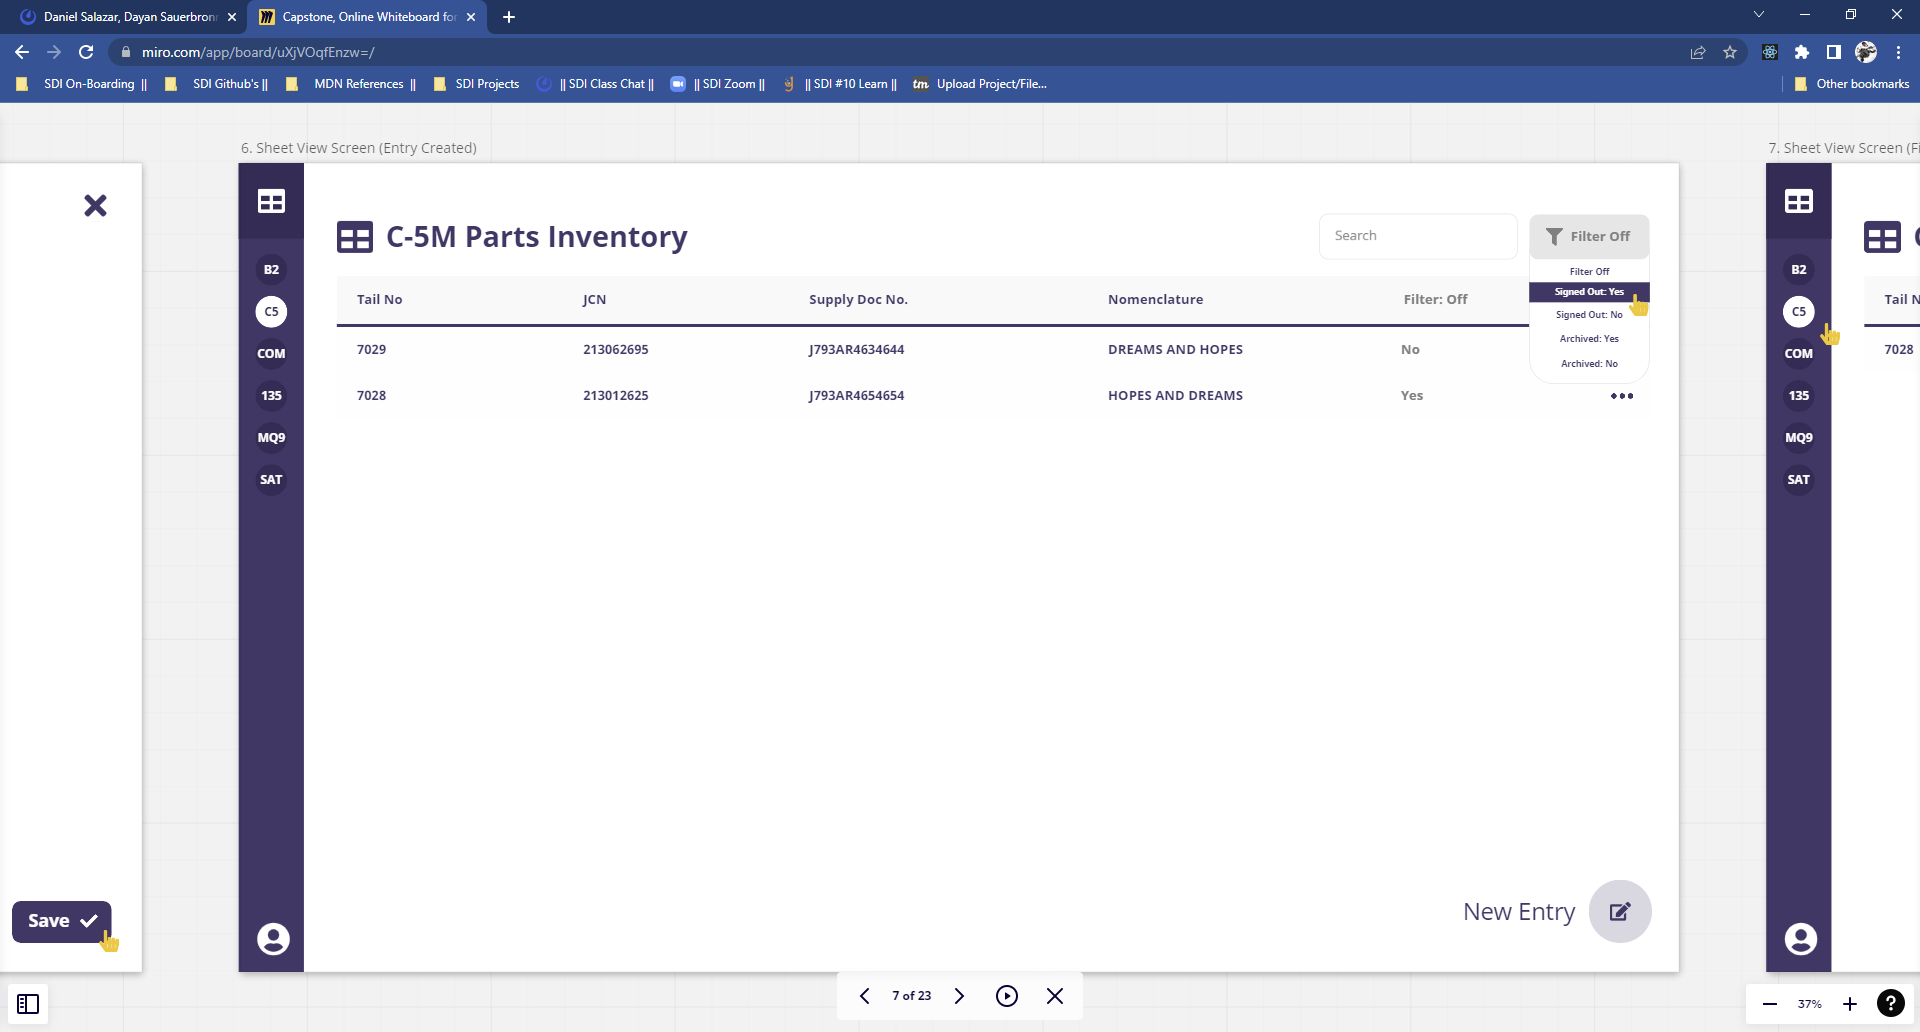 Daniel Salazar, Dayan Sauerbronn
Capstone, Online Whiteboard for
miro.com/app/board/uXjVOqfEnzw=/
SDI On-Boarding || SDI Github's || MDN References || SDI Projects || SDI Class Chat || || SDI Zoom || || SDI #10 Learn || tm Upload Project/File... Other bookmarks
6. Sheet View Screen (Entry Created)
7. Sheet View Screen (Fi
C-5M Parts Inventory
Search
Filter Off
Filter Off
Signed Out: Yes
Signed Out: No
Archived: Yes
Archived: No
Tail No JCN Supply Doc No. Nomenclature Filter: Off
7029 213062695 J793AR4634644 DREAMS AND HOPES No
7028 213012625 J793AR4654654 HOPES AND DREAMS Yes
B2
C5
COM
135
MQ9
SAT
New Entry
Save
B2
C5
COM
135
MQ9
SAT
Tail N
7028
7 of 23
37%
?